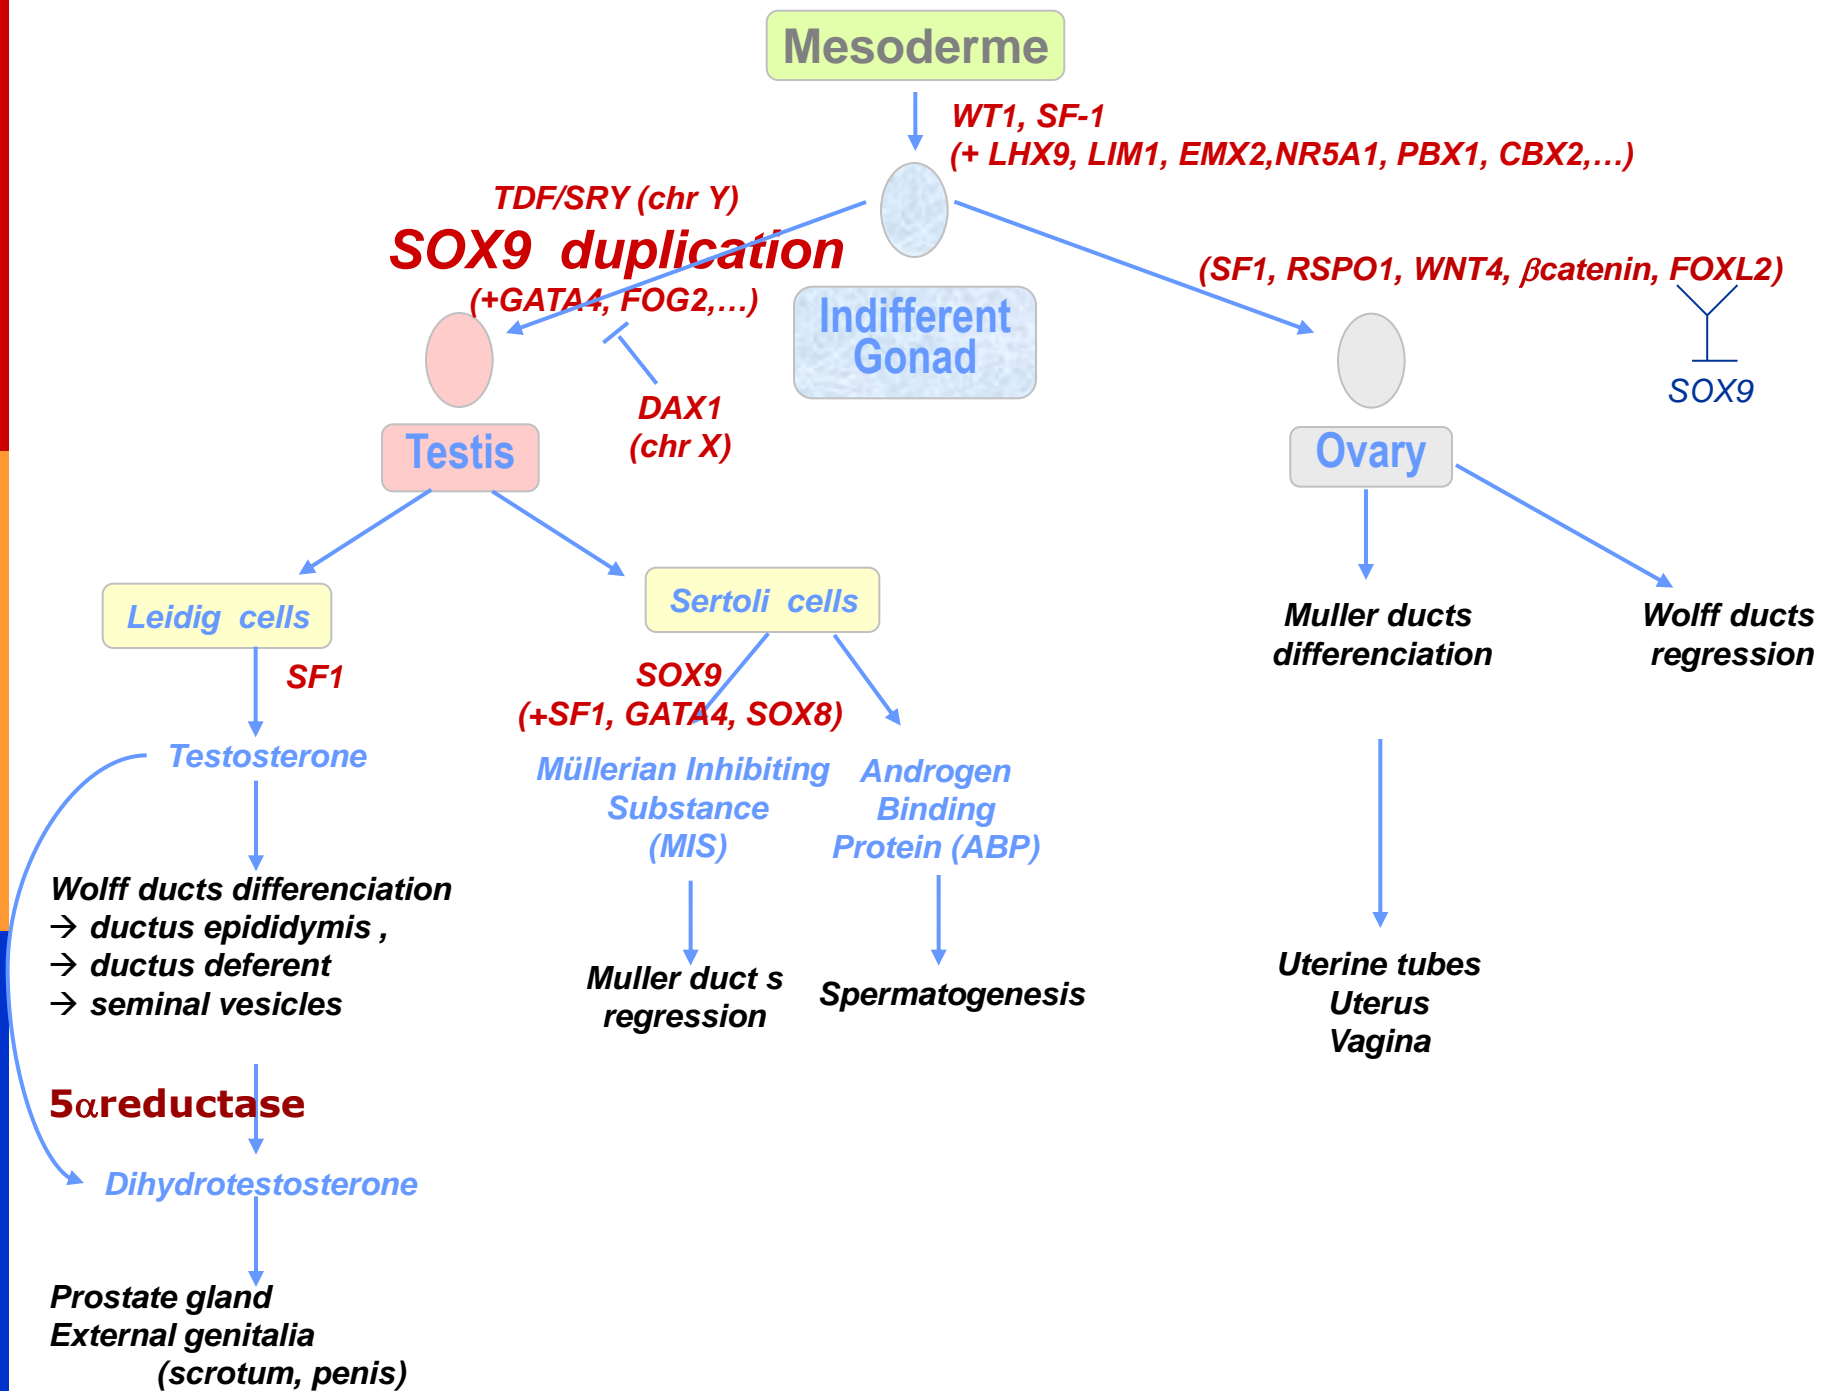 Mesoderme
WT1, SF-1
(+ LHX9, LIM1, EMX2,NR5A1, PBX1, CBX2,...)
TDF/SRY (chr Y)
SOX9 duplication
(+GATA4, FOG2,...)
Indifferent
Gonad
(SF1, RSPO1, WNT4, βcatenin, FOXL2)
SOX9
DAX1
(chr X)
Testis
Ovary
Leidig cells
Sertoli cells
Muller ducts
differenciation
Wolff ducts
regression
SF1
SOX9
(+SF1, GATA4, SOX8)
Testosterone
Müllerian Inhibiting
Substance
(MIS)
Androgen
Binding
Protein (ABP)
Wolff ducts differenciation
→ ductus epididymis ,
→ ductus deferent
→ seminal vesicles
Muller duct s
regression
Spermatogenesis
Uterine tubes
Uterus
Vagina
5αreductase
Dihydrotestosterone
Prostate gland
External genitalia
(scrotum, penis)